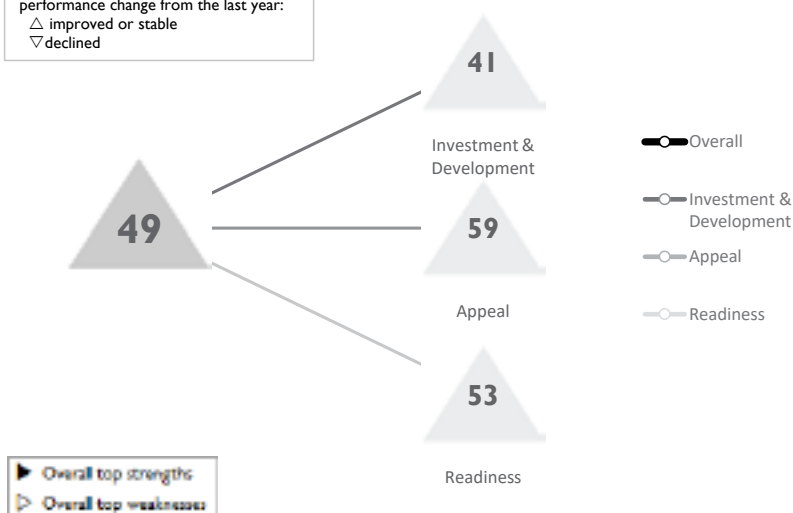 performance change from the last year:
△ improved or stable
▽ declined
41
Investment &
Development
49
59
Appeal
53
Readiness
Overall
Investment &
Development
Appeal
Readiness
▶ Overall top strengths
▷ Overall top weaknesses